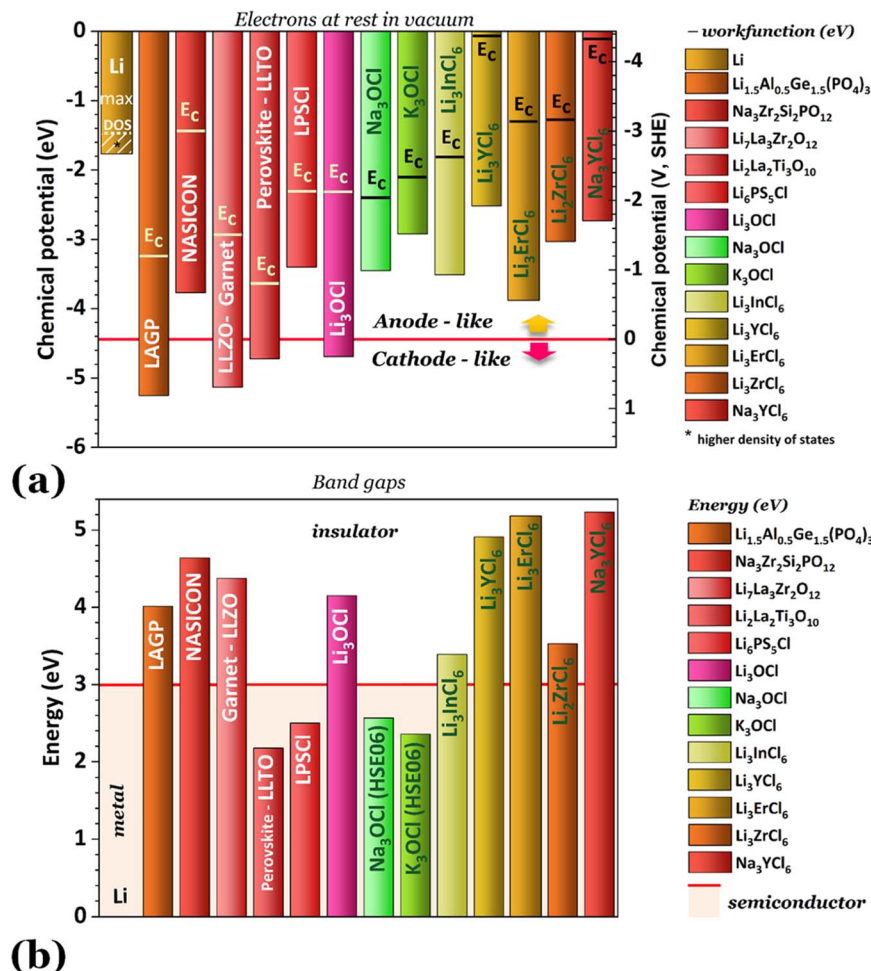 Electrons at rest in vacuum
Chemical potential (eV)
0
-1
-2
-3
-4
-5
-6
Li
max
DOS
*
LAGP
E_C
NASICON
E_C
LLZO- Garnet
E_C
Perovskite - LLTO
E_C
LPSCl
E_C
Li₃OCl
Na₃OCl
E_C
K₃OCl
E_C
Li₃InCl₆
E_C
Li₃YCl₆
E_C
Li₃ErCl₆
E_C
Li₂ZrCl₆
E_C
Na₃YCl₆
E_C
Anode - like
Cathode - like
-4
-3
-2
-1
0
1
Chemical potential (V, SHE)
– workfunction (eV)
Li
Li₁.₅Al₀.₅Ge₁.₅(PO₄)₃
Na₃Zr₂Si₂PO₁₂
Li₇La₃Zr₂O₁₂
Li₂La₂Ti₃O₁₀
Li₆PS₅Cl
Li₃OCl
Na₃OCl
K₃OCl
Li₃InCl₆
Li₃YCl₆
Li₃ErCl₆
Li₃ZrCl₆
Na₃YCl₆
* higher density of states
(a)
Band gaps
Energy (eV)
5
4
3
2
1
0
insulator
metal
Li
LAGP
NASICON
Garnet - LLZO
Perovskite - LLTO
LPSCl
Li₃OCl
Na₃OCl (HSE06)
K₃OCl (HSE06)
Li₃InCl₆
Li₃YCl₆
Li₃ErCl₆
Li₂ZrCl₆
Na₃YCl₆
Energy (eV)
Li₁.₅Al₀.₅Ge₁.₅(PO₄)₃
Na₃Zr₂Si₂PO₁₂
Li₇La₃Zr₂O₁₂
Li₂La₂Ti₃O₁₀
Li₆PS₅Cl
Li₃OCl
Na₃OCl
K₃OCl
Li₃InCl₆
Li₃YCl₆
Li₃ErCl₆
Li₃ZrCl₆
Na₃YCl₆
semiconductor
(b)